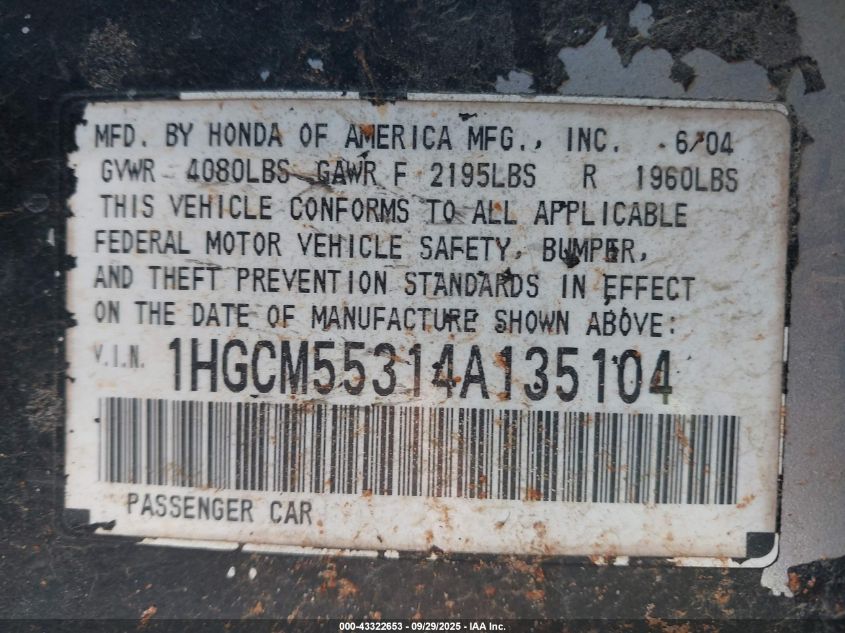 MFD. BY HONDA OF AMERICA MFG., INC. 6/04
GVWR 4080LBS GAWR F 2195LBS R 1960LBS
THIS VEHICLE CONFORMS TO ALL APPLICABLE
FEDERAL MOTOR VEHICLE SAFETY, BUMPER,
AND THEFT PREVENTION STANDARDS IN EFFECT
ON THE DATE OF MANUFACTURE SHOWN ABOVE:
V.I.N. 1HGCM55314A135104
PASSENGER CAR
000-43322653 - 09/29/2025 - IAA Inc.